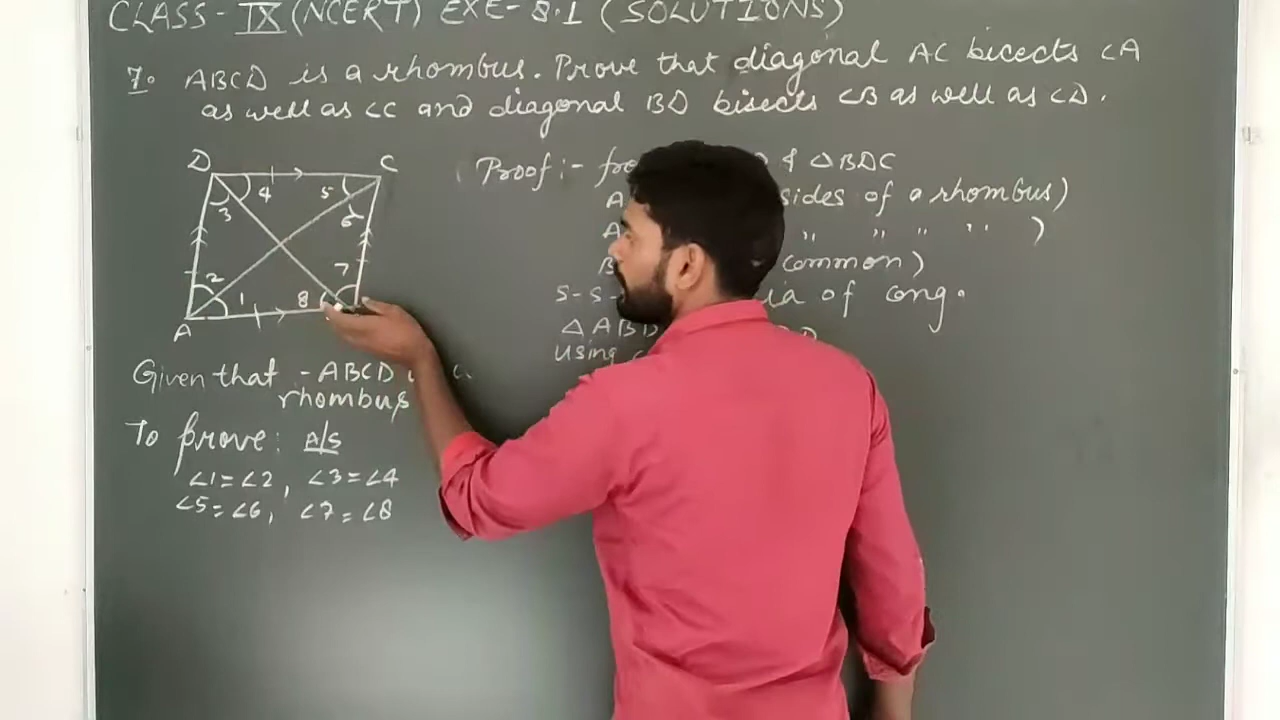 CLASS - IX (NCERT) EXE- 8.1 (SOLUTIONS)
7. ABCD is a rhombus. Prove that diagonal AC bicects ∠A
as well as ∠C and diagonal BD bisects ∠B as well as ∠D.
D C
4 5
3 6
2 7
1 8
A
Given that :- ABCD
rhombus
To prove: A/S
∠1=∠2, ∠3=∠4
∠5=∠6, ∠7=∠8
Proof :- & △BDC
sides of a rhombus)
A ,, ,, ,, ,, )
B common)
S-S- of cong.
△ABD
using